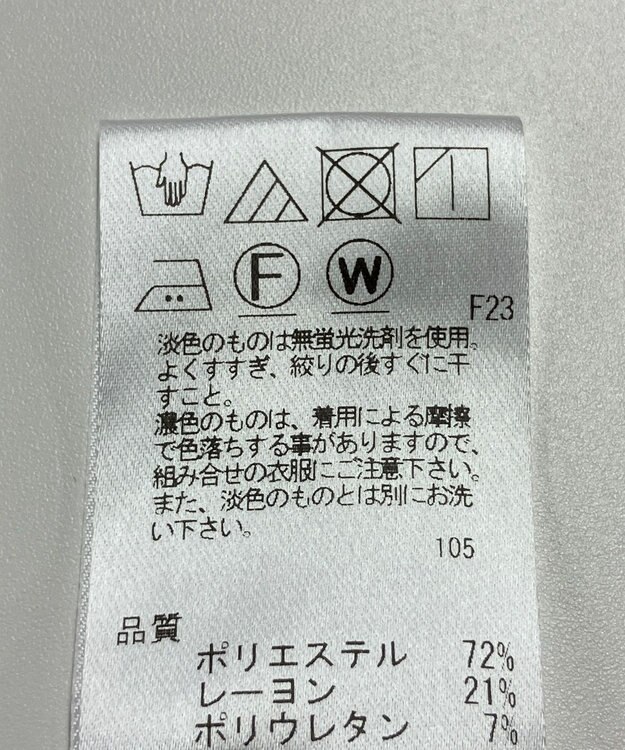 F W
F23
淡色のものは無蛍光洗剤を使用。
よくすすぎ、絞りの後すぐに干
すこと。
濃色のものは、着用による摩擦
で色落ちする事がありますので、
組み合せの衣服にご注意下さい。
また、淡色のものとは別にお洗
い下さい。
105
品質
ポリエステル 72%
レーヨン 21%
ポリウレタン 7%